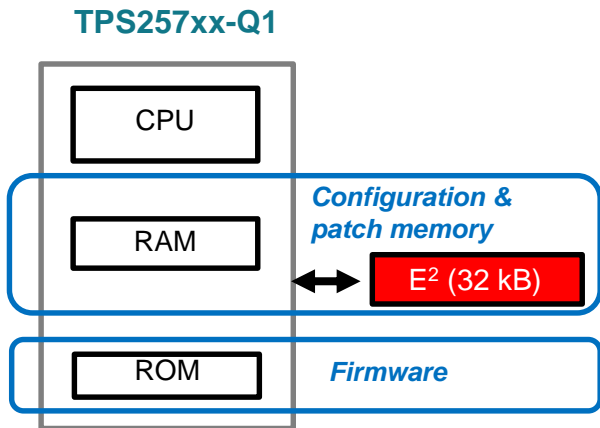 TPS257xx-Q1
CPU
Configuration &
patch memory
RAM
E² (32 kB)
ROM
Firmware